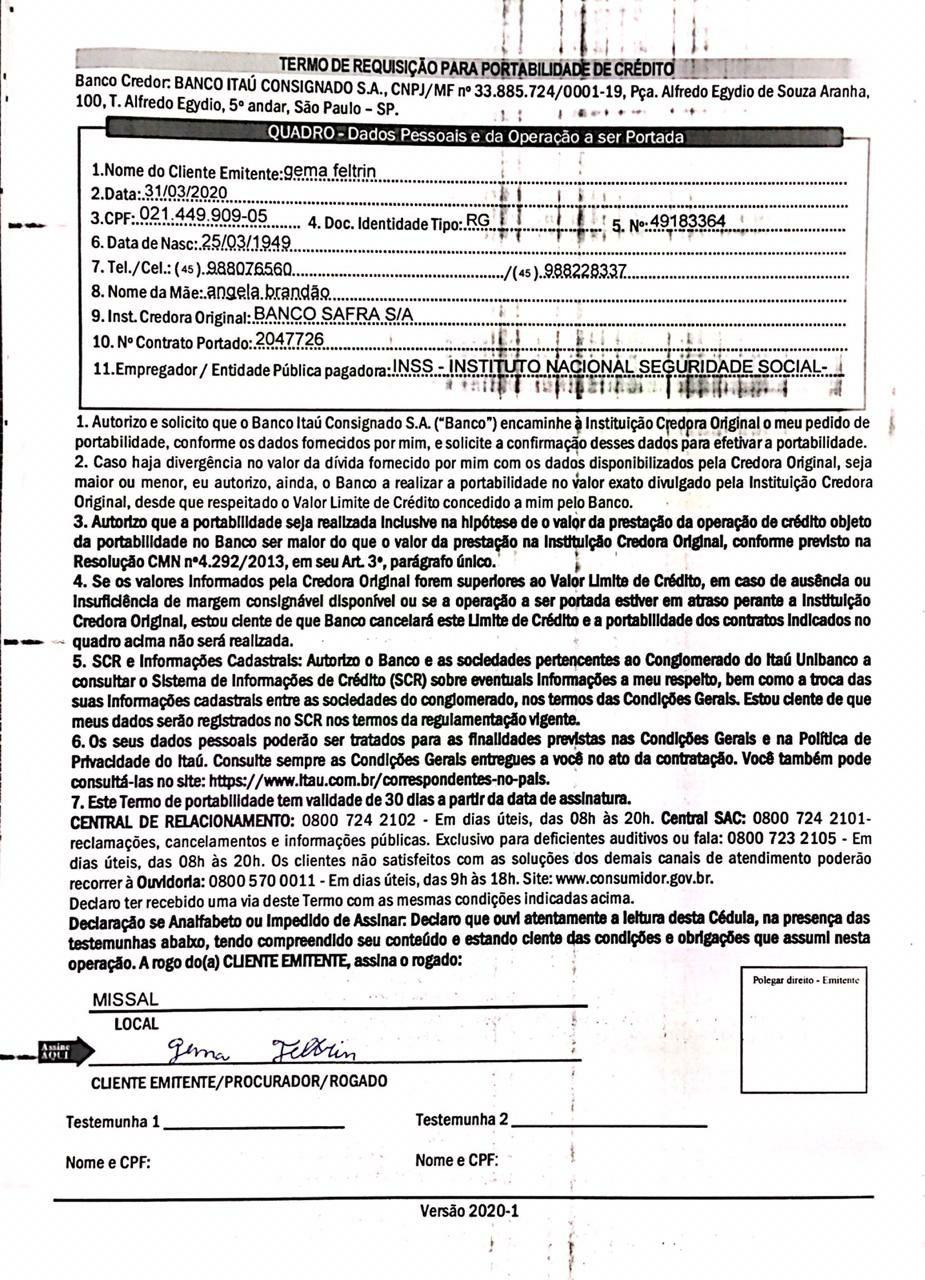 TERMO DE REQUISIÇÃO PARA PORTABILIDADE DE CRÉDITO
Banco Credor: BANCO ITAÚ CONSIGNADO S.A., CNPJ/MF nº 33.885.724/0001-19, Pça. Alfredo Egydio de Souza Aranha,
100, T. Alfredo Egydio, 5º andar, São Paulo – SP.
QUADRO - Dados Pessoais e da Operação a ser Portada
1.Nome do Cliente Emitente: gema feltrin
2.Data: 31/03/2020
3.CPF: 021.449.909-05 4. Doc. Identidade Tipo: RG 5. Nº 49183364
6. Data de Nasc: 25/03/1949
7. Tel./Cel.: (45) 988076560 /(45) 988228337
8. Nome da Mãe: angela brandão
9. Inst. Credora Original: BANCO SAFRA S/A
10. Nº Contrato Portado: 2047726
11.Empregador / Entidade Pública pagadora: INSS - INSTITUTO NACIONAL SEGURIDADE SOCIAL-
1. Autorizo e solicito que o Banco Itaú Consignado S.A. (“Banco”) encaminhe à Instituição Credora Original o meu pedido de
portabilidade, conforme os dados fornecidos por mim, e solicite a confirmação desses dados para efetivar a portabilidade.
2. Caso haja divergência no valor da dívida fornecido por mim com os dados disponibilizados pela Credora Original, seja
maior ou menor, eu autorizo, ainda, o Banco a realizar a portabilidade no valor exato divulgado pela Instituição Credora
Original, desde que respeitado o Valor Limite de Crédito concedido a mim pelo Banco.
3. Autorizo que a portabilidade seja realizada inclusive na hipótese de o valor da prestação da operação de crédito objeto
da portabilidade no Banco ser maior do que o valor da prestação na Instituição Credora Original, conforme previsto na
Resolução CMN nº4.292/2013, em seu Art. 3º, parágrafo único.
4. Se os valores informados pela Credora Original forem superiores ao Valor Limite de Crédito, em caso de ausência ou
insuficiência de margem consignável disponível ou se a operação a ser portada estiver em atraso perante a Instituição
Credora Original, estou ciente de que Banco cancelará este Limite de Crédito e a portabilidade dos contratos indicados no
quadro acima não será realizada.
5. SCR e Informações Cadastrais: Autorizo o Banco e as sociedades pertencentes ao Conglomerado do Itaú Unibanco a
consultar o Sistema de Informações de Crédito (SCR) sobre eventuais informações a meu respeito, bem como a troca das
suas informações cadastrais entre as sociedades do conglomerado, nos termos das Condições Gerais. Estou ciente de que
meus dados serão registrados no SCR nos termos da regulamentação vigente.
6. Os seus dados pessoais poderão ser tratados para as finalidades previstas nas Condições Gerais e na Política de
Privacidade do Itaú. Consulte sempre as Condições Gerais entregues a você no ato da contratação. Você também pode
consultá-las no site: https://www.itau.com.br/correspondentes-no-pais.
7. Este Termo de portabilidade tem validade de 30 dias a partir da data de assinatura.
CENTRAL DE RELACIONAMENTO: 0800 724 2102 - Em dias úteis, das 08h às 20h. Central SAC: 0800 724 2101-
reclamações, cancelamentos e informações públicas. Exclusivo para deficientes auditivos ou fala: 0800 723 2105 - Em
dias úteis, das 08h às 20h. Os clientes não satisfeitos com as soluções dos demais canais de atendimento poderão
recorrer à Ouvidoria: 0800 570 0011 - Em dias úteis, das 9h às 18h. Site: www.consumidor.gov.br.
Declaro ter recebido uma via deste Termo com as mesmas condições indicadas acima.
Declaração se Analfabeto ou Impedido de Assinar: Declaro que ouvi atentamente a leitura desta Cédula, na presença das
testemunhas abaixo, tendo compreendido seu conteúdo e estando ciente das condições e obrigações que assumi nesta
operação. A rogo do(a) CLIENTE EMITENTE, assina o rogado:
Polegar direito - Emitente
MISSAL
LOCAL
Assine
AQUI
Gema Feltrin
CLIENTE EMITENTE/PROCURADOR/ROGADO
Testemunha 1 Testemunha 2
Nome e CPF: Nome e CPF:
Versão 2020-1